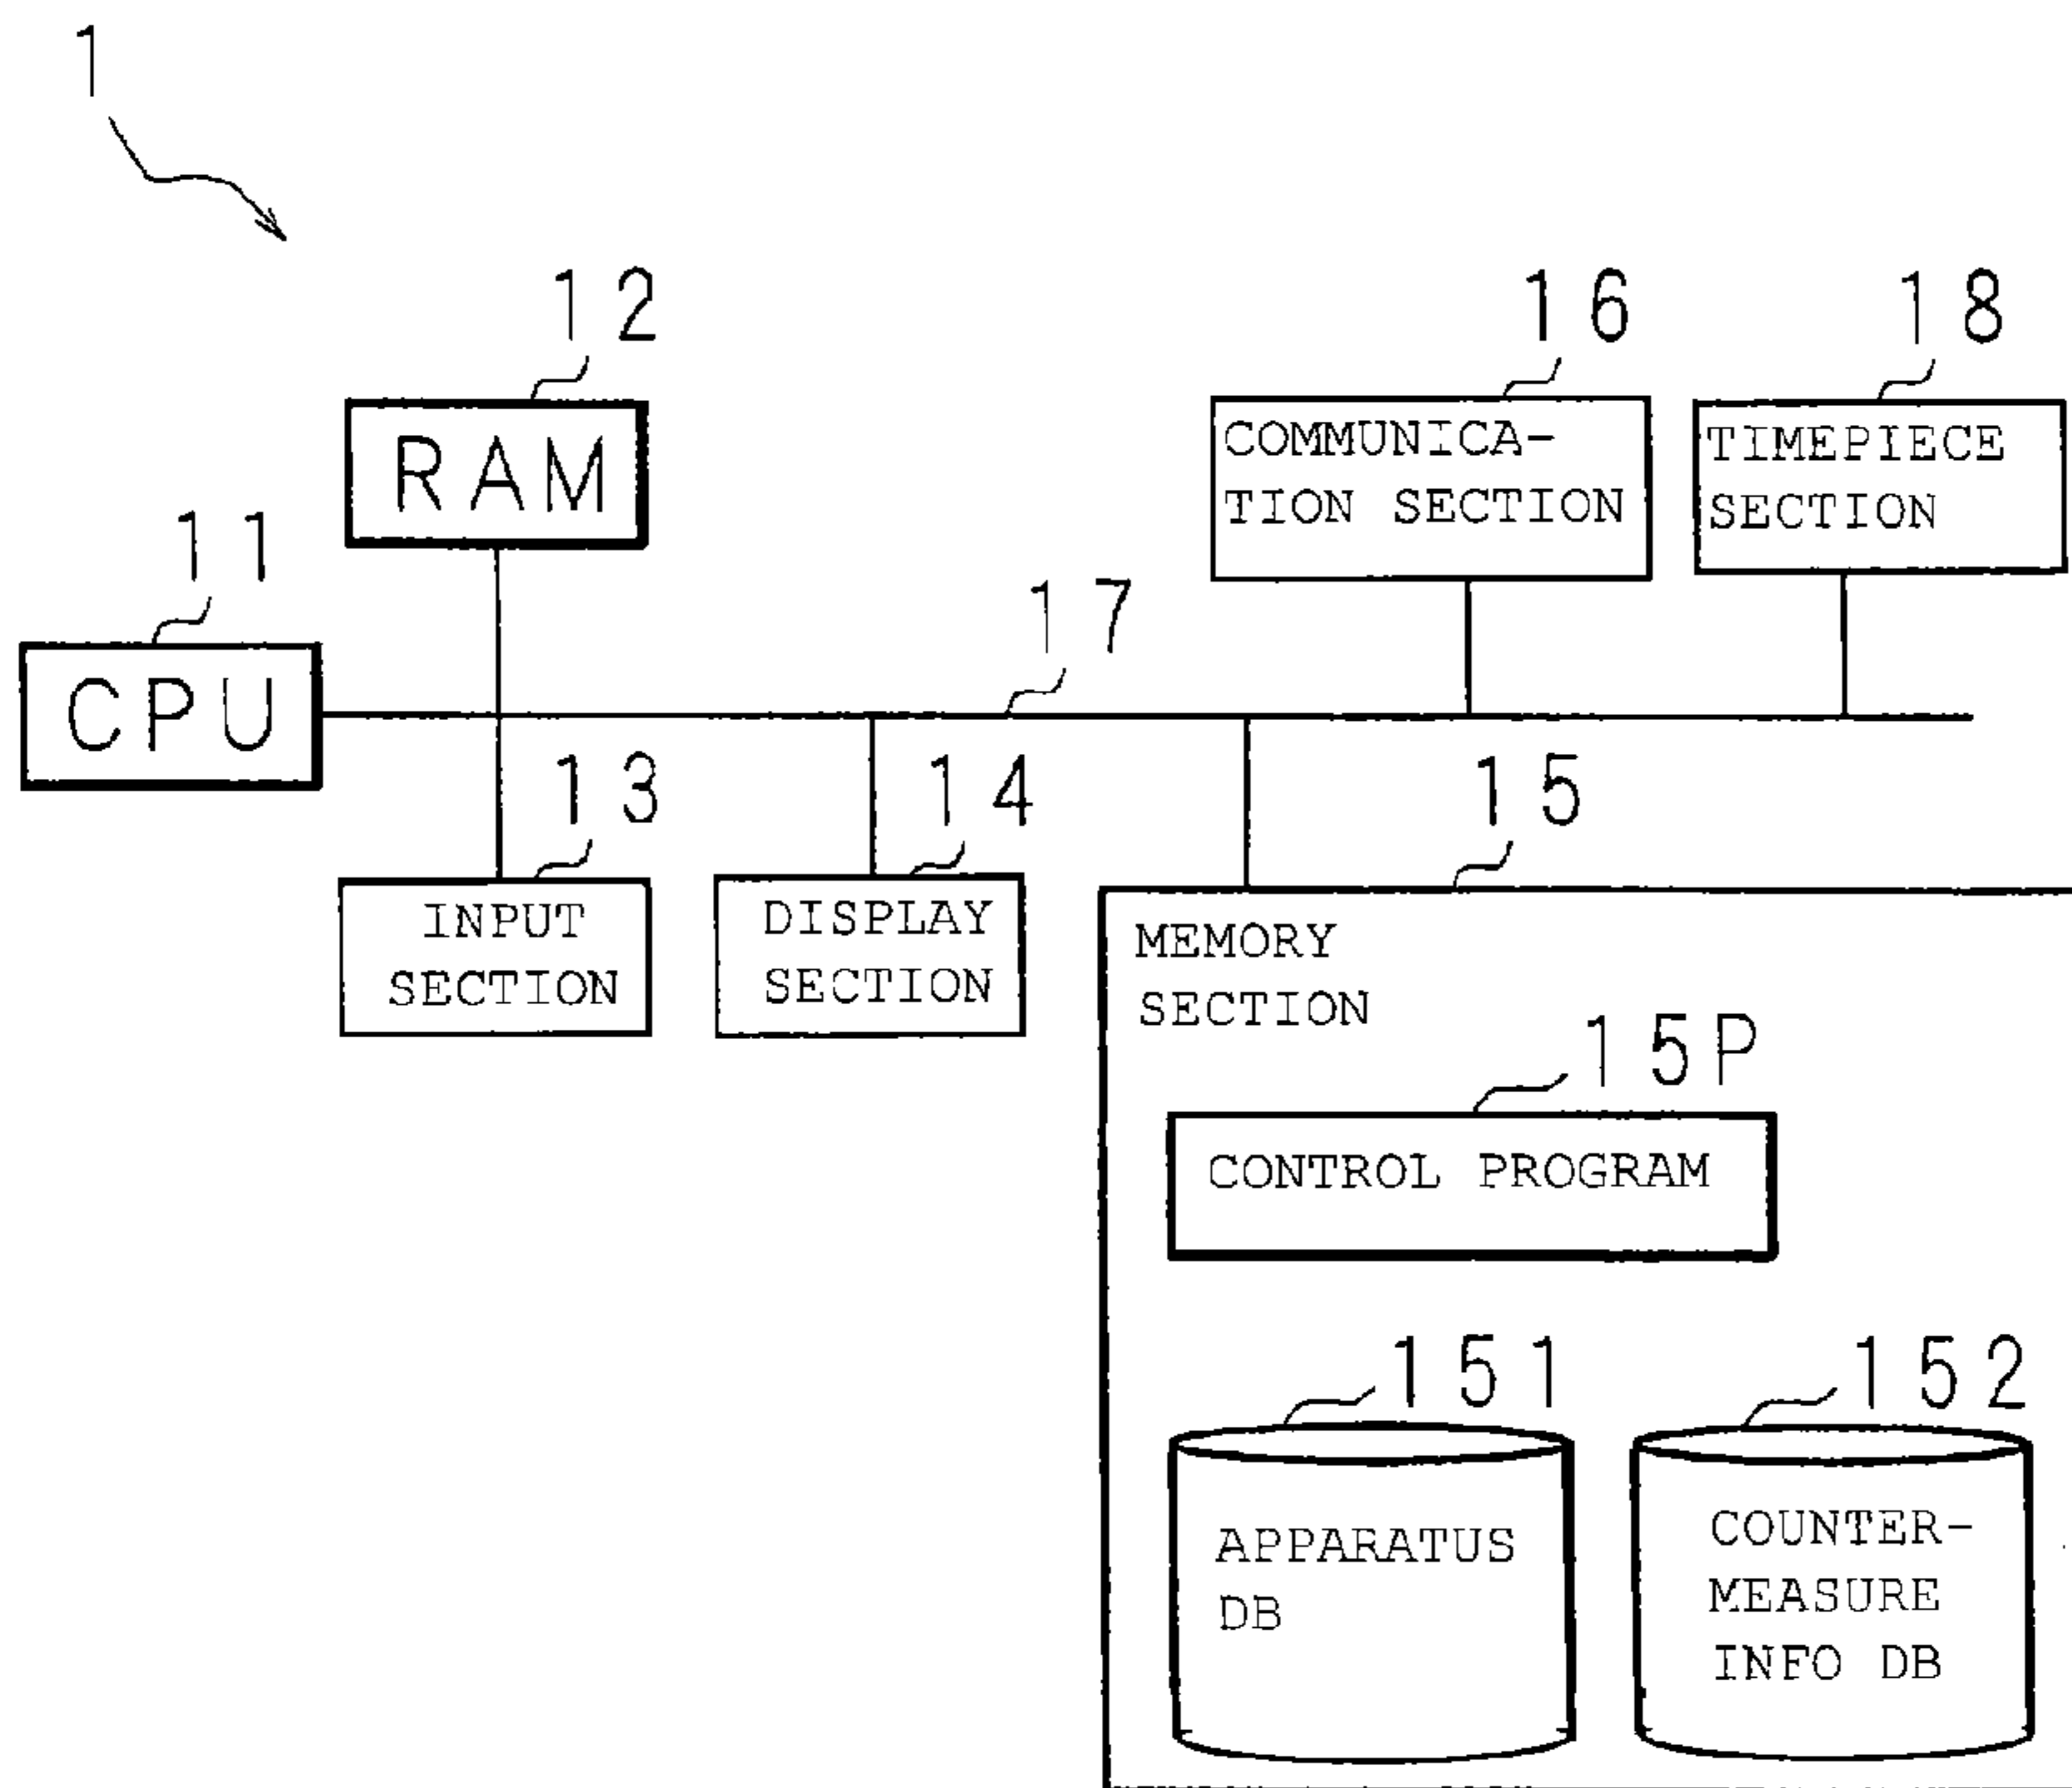 1
12
RAM
16
COMMUNICA-
TION SECTION
18
TIMEPIECE
SECTION
11
CPU
17
13
INPUT
SECTION
14
DISPLAY
SECTION
15
MEMORY
SECTION
15P
CONTROL PROGRAM
151
APPARATUS
DB
152
COUNTER-
MEASURE
INFO DB